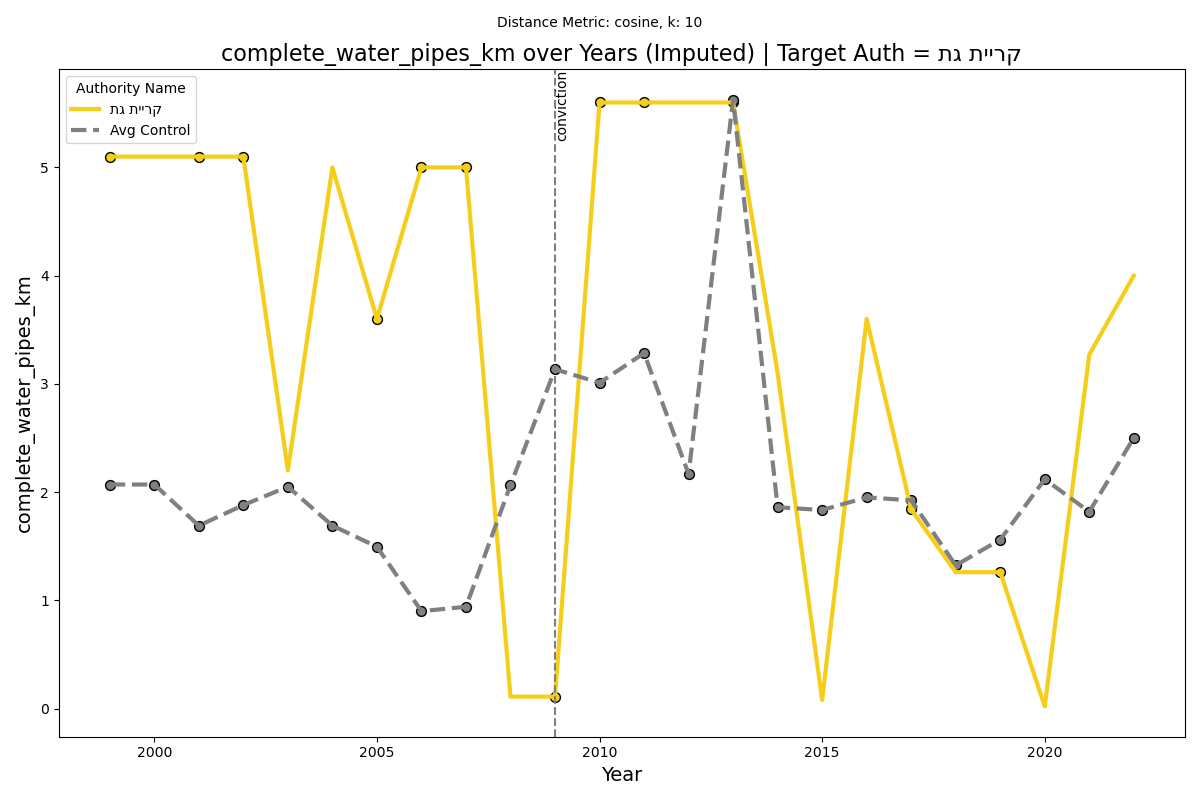 Distance Metric: cosine, k: 10
complete_water_pipes_km over Years (Imputed) | Target Auth = קריית גת
Authority Name
קריית גת
Avg Control
conviction
complete_water_pipes_km
5
4
3
2
1
0
2000 2005 2010 2015 2020
Year